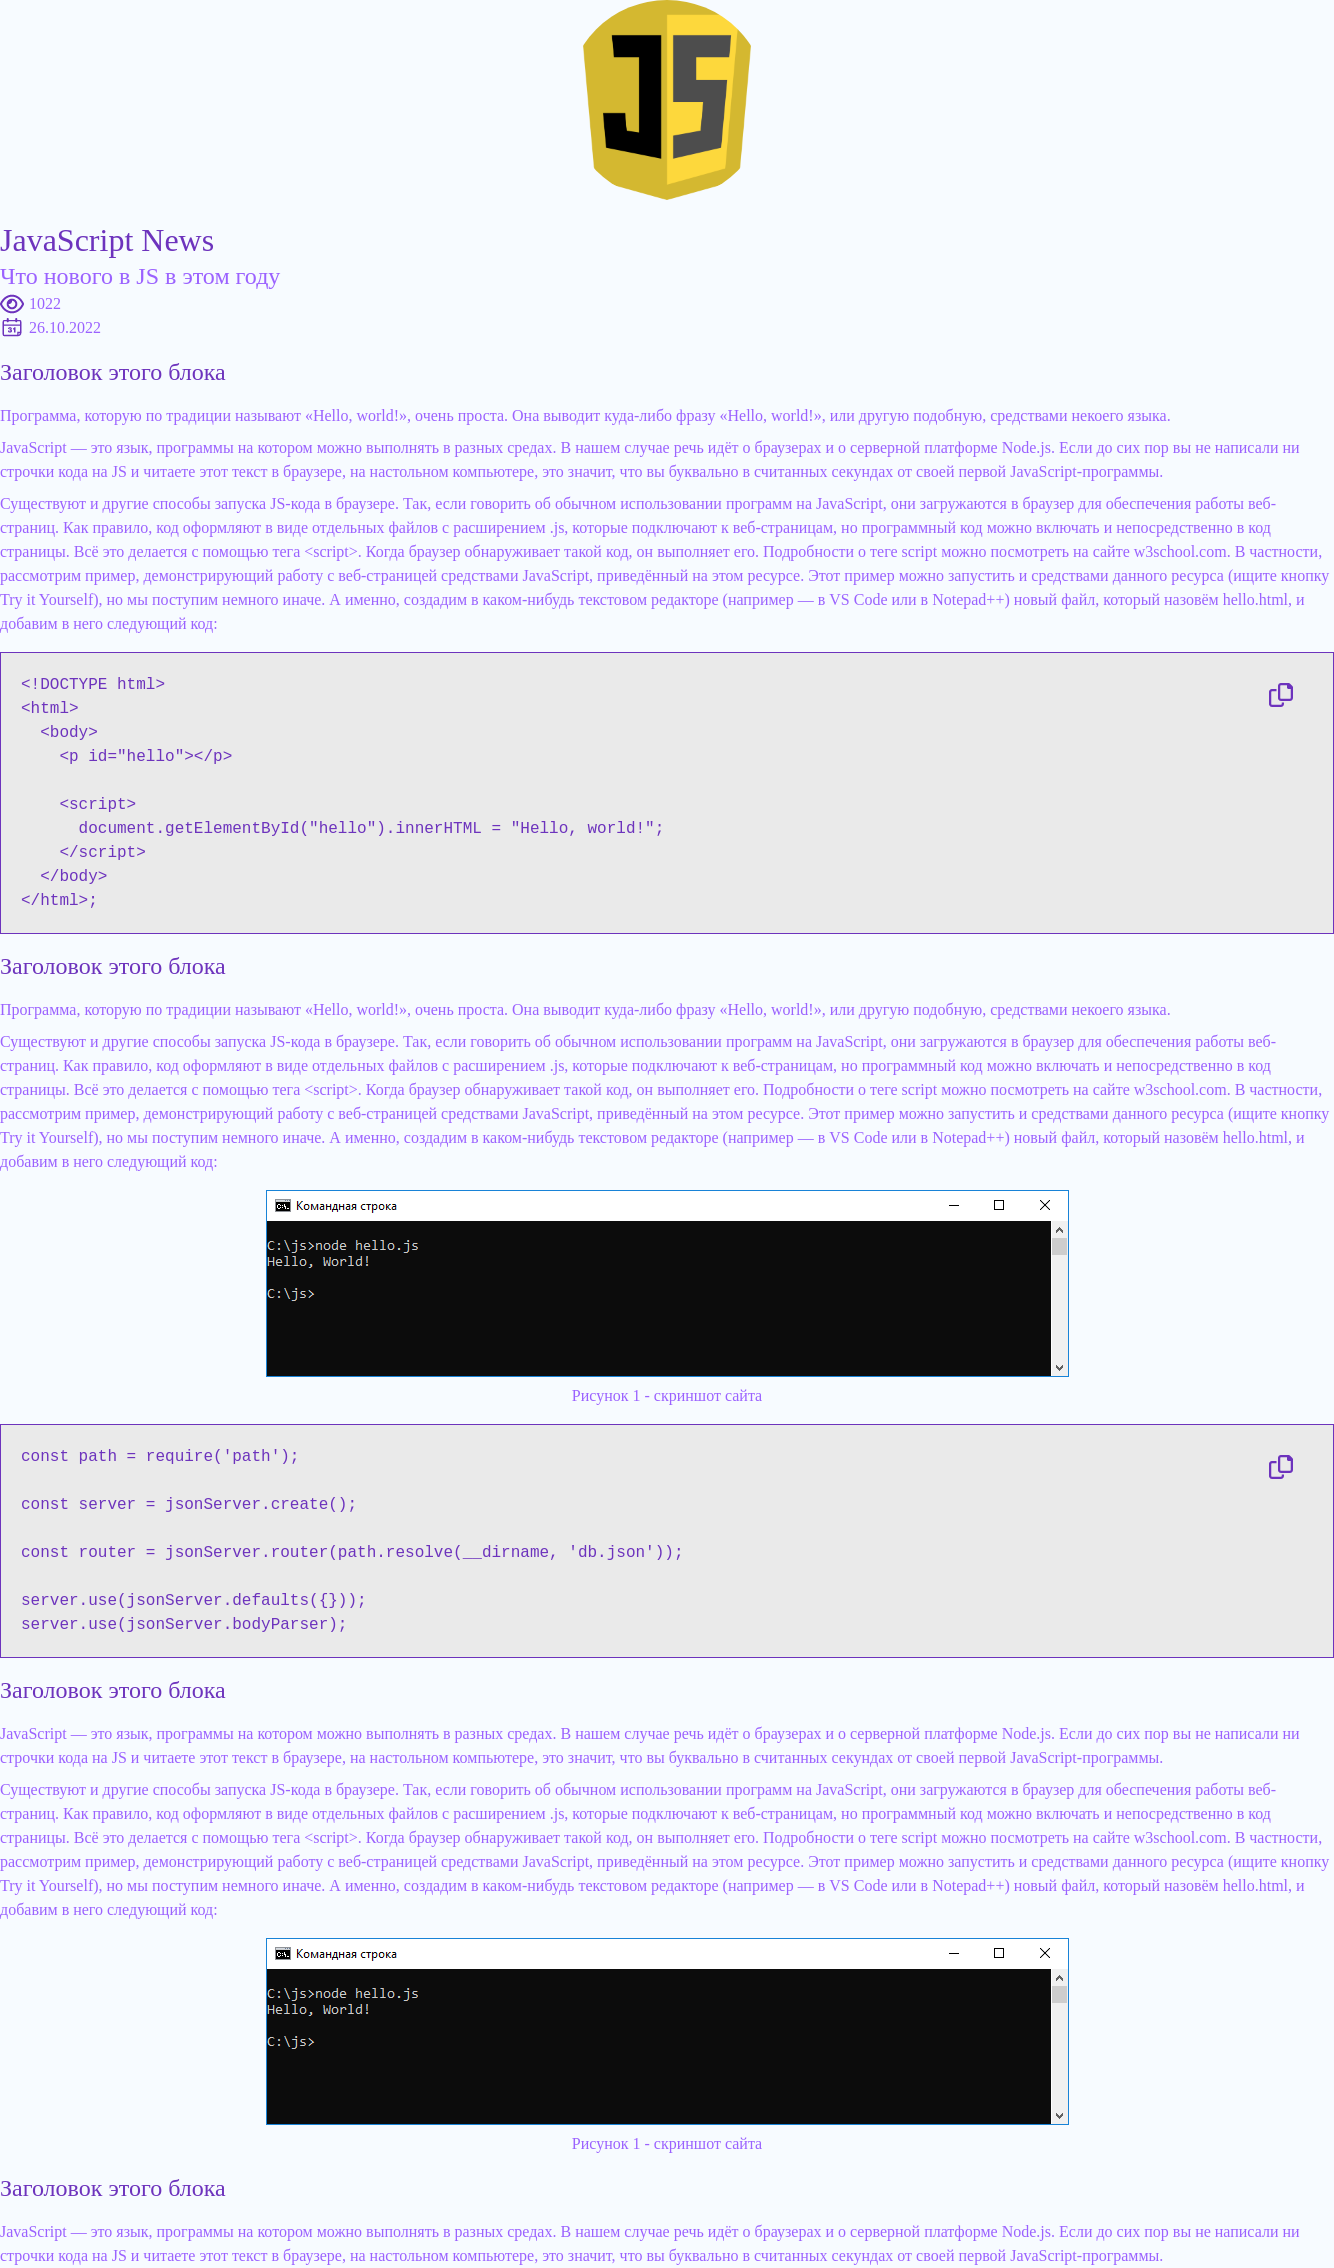 JS
JavaScript News
Что нового в JS в этом году
1022
31
26.10.2022
Заголовок этого блока
Программа, которую по традиции называют «Hello, world!», очень проста. Она выводит куда-либо фразу «Hello, world!», или другую подобную, средствами некоего языка.
JavaScript — это язык, программы на котором можно выполнять в разных средах. В нашем случае речь идёт о браузерах и о серверной платформе Node.js. Если до сих пор вы не написали ни
строчки кода на JS и читаете этот текст в браузере, на настольном компьютере, это значит, что вы буквально в считанных секундах от своей первой JavaScript-программы.
Существуют и другие способы запуска JS-кода в браузере. Так, если говорить об обычном использовании программ на JavaScript, они загружаются в браузер для обеспечения работы веб-
страниц. Как правило, код оформляют в виде отдельных файлов с расширением .js, которые подключают к веб-страницам, но программный код можно включать и непосредственно в код
страницы. Всё это делается с помощью тега <script>. Когда браузер обнаруживает такой код, он выполняет его. Подробности о теге script можно посмотреть на сайте w3school.com. В частности,
рассмотрим пример, демонстрирующий работу с веб-страницей средствами JavaScript, приведённый на этом ресурсе. Этот пример можно запустить и средствами данного ресурса (ищите кнопку
Try it Yourself), но мы поступим немного иначе. А именно, создадим в каком-нибудь текстовом редакторе (например — в VS Code или в Notepad++) новый файл, который назовём hello.html, и
добавим в него следующий код:
<!DOCTYPE html>
<html>
  <body>
    <p id="hello"></p>

    <script>
      document.getElementById("hello").innerHTML = "Hello, world!";
    </script>
  </body>
</html>;
Заголовок этого блока
Программа, которую по традиции называют «Hello, world!», очень проста. Она выводит куда-либо фразу «Hello, world!», или другую подобную, средствами некоего языка.
Существуют и другие способы запуска JS-кода в браузере. Так, если говорить об обычном использовании программ на JavaScript, они загружаются в браузер для обеспечения работы веб-
страниц. Как правило, код оформляют в виде отдельных файлов с расширением .js, которые подключают к веб-страницам, но программный код можно включать и непосредственно в код
страницы. Всё это делается с помощью тега <script>. Когда браузер обнаруживает такой код, он выполняет его. Подробности о теге script можно посмотреть на сайте w3school.com. В частности,
рассмотрим пример, демонстрирующий работу с веб-страницей средствами JavaScript, приведённый на этом ресурсе. Этот пример можно запустить и средствами данного ресурса (ищите кнопку
Try it Yourself), но мы поступим немного иначе. А именно, создадим в каком-нибудь текстовом редакторе (например — в VS Code или в Notepad++) новый файл, который назовём hello.html, и
добавим в него следующий код:
Командная строка
C:\js>node hello.js
Hello, World!
C:\js>
Рисунок 1 - скриншот сайта
const path = require('path');

const server = jsonServer.create();

const router = jsonServer.router(path.resolve(__dirname, 'db.json'));

server.use(jsonServer.defaults({}));
server.use(jsonServer.bodyParser);
Заголовок этого блока
JavaScript — это язык, программы на котором можно выполнять в разных средах. В нашем случае речь идёт о браузерах и о серверной платформе Node.js. Если до сих пор вы не написали ни
строчки кода на JS и читаете этот текст в браузере, на настольном компьютере, это значит, что вы буквально в считанных секундах от своей первой JavaScript-программы.
Существуют и другие способы запуска JS-кода в браузере. Так, если говорить об обычном использовании программ на JavaScript, они загружаются в браузер для обеспечения работы веб-
страниц. Как правило, код оформляют в виде отдельных файлов с расширением .js, которые подключают к веб-страницам, но программный код можно включать и непосредственно в код
страницы. Всё это делается с помощью тега <script>. Когда браузер обнаруживает такой код, он выполняет его. Подробности о теге script можно посмотреть на сайте w3school.com. В частности,
рассмотрим пример, демонстрирующий работу с веб-страницей средствами JavaScript, приведённый на этом ресурсе. Этот пример можно запустить и средствами данного ресурса (ищите кнопку
Try it Yourself), но мы поступим немного иначе. А именно, создадим в каком-нибудь текстовом редакторе (например — в VS Code или в Notepad++) новый файл, который назовём hello.html, и
добавим в него следующий код:
Командная строка
C:\js>node hello.js
Hello, World!
C:\js>
Рисунок 1 - скриншот сайта
Заголовок этого блока
JavaScript — это язык, программы на котором можно выполнять в разных средах. В нашем случае речь идёт о браузерах и о серверной платформе Node.js. Если до сих пор вы не написали ни
строчки кода на JS и читаете этот текст в браузере, на настольном компьютере, это значит, что вы буквально в считанных секундах от своей первой JavaScript-программы.